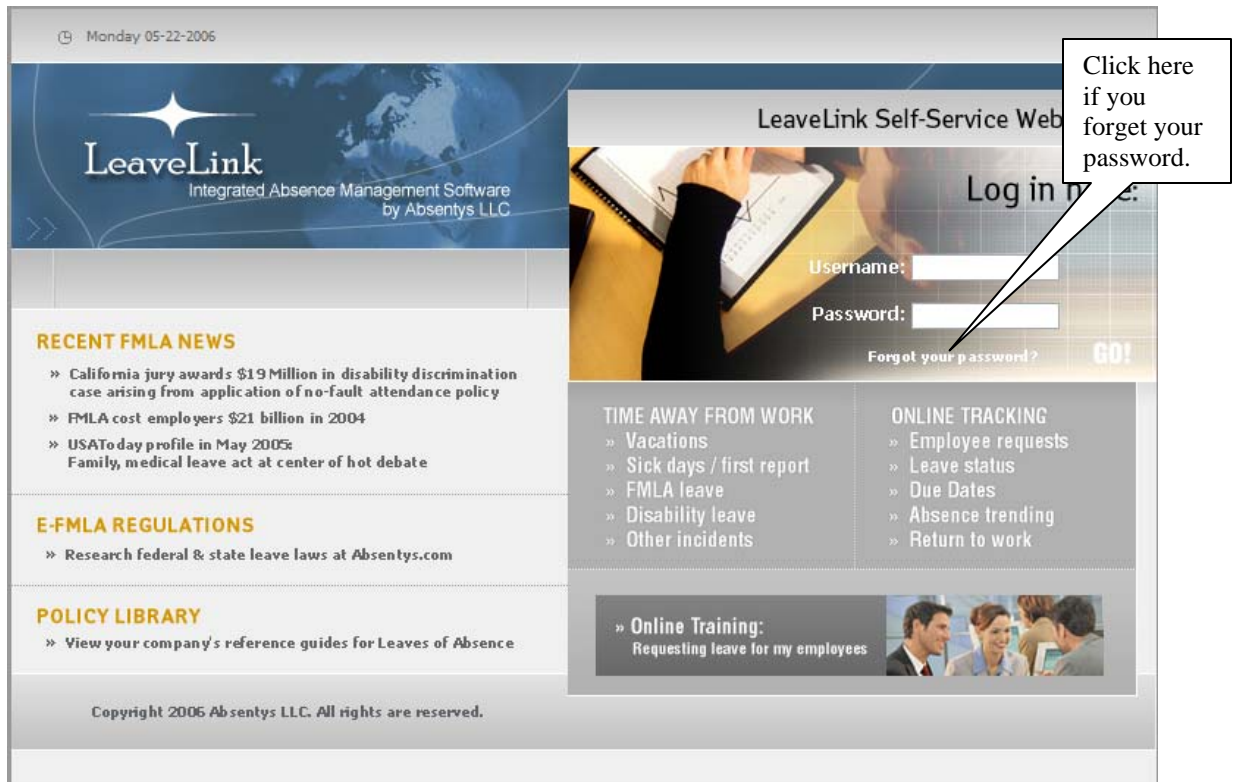 Monday 05-22-2006
Click here
if you
forget your
password.
LeaveLink
Integrated Absence Management Software
by Absentys LLC
LeaveLink Self-Service Web
Log in
Username:
Password:
Forgot your password?
GO!
RECENT FMLA NEWS
» California jury awards $19 Million in disability discrimination
case arising from application of no-fault attendance policy
» FMLA cost employers $21 billion in 2004
» USAToday profile in May 2005:
Family, medical leave act at center of hot debate
E-FMLA REGULATIONS
» Research federal & state leave laws at Absentys.com
POLICY LIBRARY
» View your company's reference guides for Leaves of Absence
TIME AWAY FROM WORK
» Vacations
» Sick days / first report
» FMLA leave
» Disability leave
» Other incidents
ONLINE TRACKING
» Employee requests
» Leave status
» Due Dates
» Absence trending
» Return to work
» Online Training:
Requesting leave for my employees
Copyright 2006 Absentys LLC. All rights are reserved.